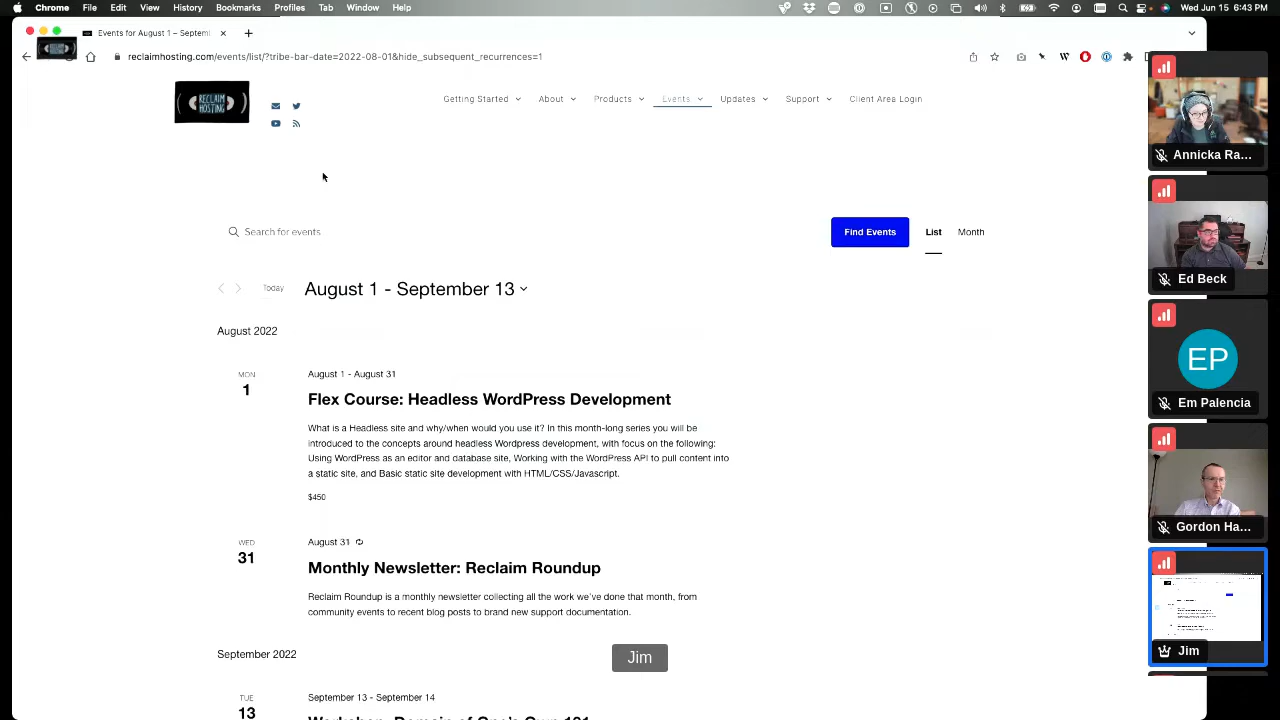 Chrome File Edit View History Bookmarks Profiles Tab Window Help Wed Jun 15 6:43 PM
Events for August 1 – Septeml
reclaimhosting.com/events/list/?tribe-bar-date=2022-08-01&hide_subsequent_recurrences=1
RECLAIM
HOSTING
Getting Started About Products Events Updates Support Client Area Login
Search for events
Find Events List Month
Today August 1 - September 13
August 2022
MON
1
August 1 - August 31
Flex Course: Headless WordPress Development
What is a Headless site and why/when would you use it? In this month-long series you will be
introduced to the concepts around headless Wordpress development, with focus on the following:
Using WordPress as an editor and database site, Working with the WordPress API to pull content into
a static site, and Basic static site development with HTML/CSS/Javascript.
$450
WED
31
August 31
Monthly Newsletter: Reclaim Roundup
Reclaim Roundup is a monthly newsletter collecting all the work we've done that month, from
community events to recent blog posts to brand new support documentation.
September 2022
TUE
13
September 13 - September 14
Workshop: Domain of One's Own 101
Jim
Annicka Ra...
Ed Beck
EP
Em Palencia
Gordon Ha...
Jim